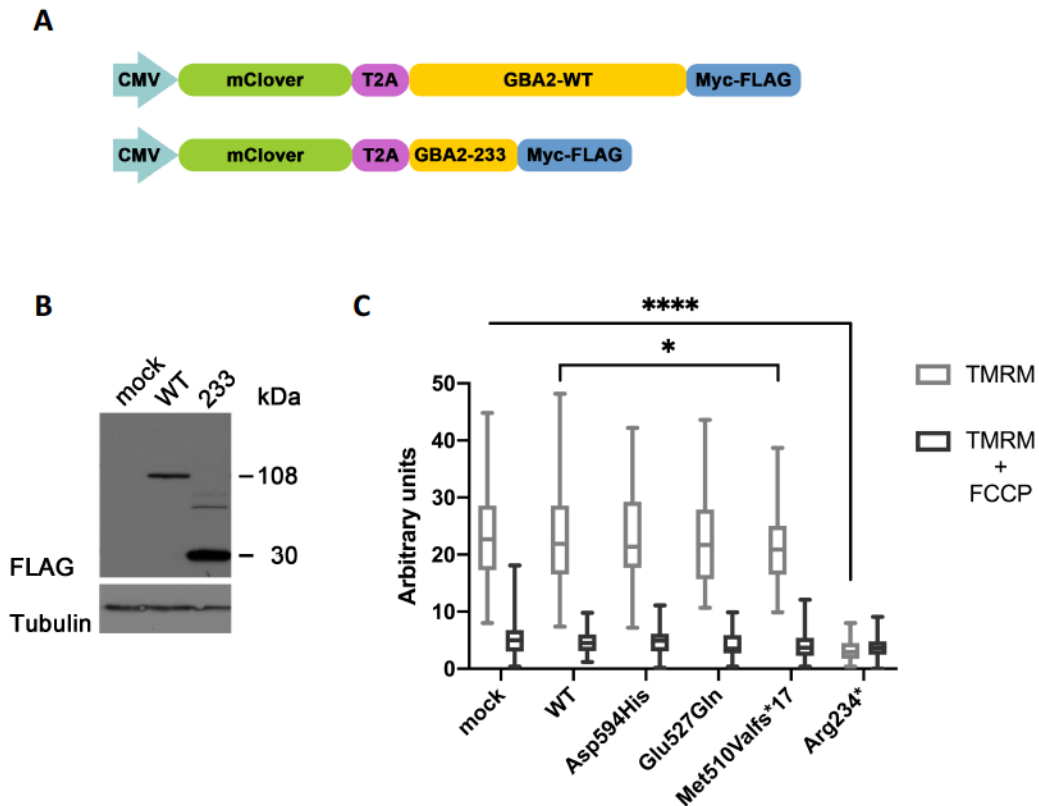 A
CMV mClover T2A GBA2-WT Myc-FLAG
CMV mClover T2A GBA2-233 Myc-FLAG
B
mock WT 233 kDa
108
30
FLAG
Tubulin
C
****
*
50
40
30
20
10
0
Arbitrary units
mock
WT
Asp594His
Glu527Gln
Met510Valfs*17
Arg234*
TMRM
TMRM
+
FCCP